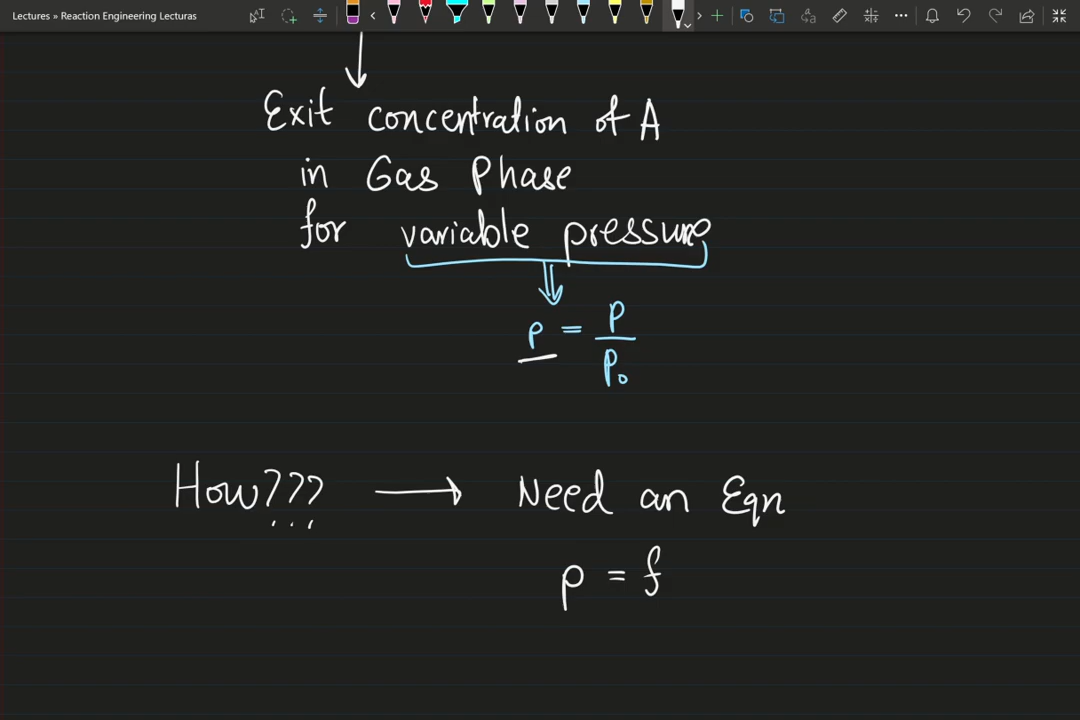 Lectures » Reaction Engineering Lecturas
Exit concentration of A
in Gas Phase
for variable pressure
p = P
P₀
How??? → Need an Eqn
p = f